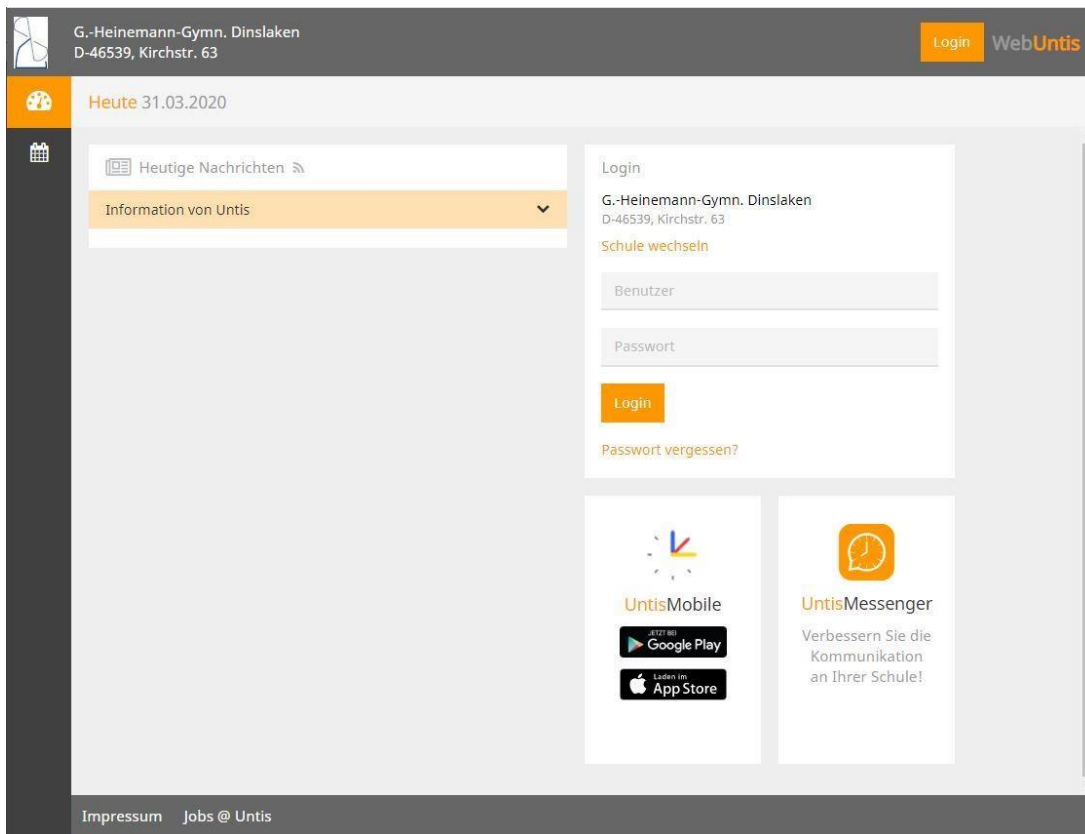 G.-Heinemann-Gymn. Dinslaken
D-46539, Kirchstr. 63
Login
WebUntis
Heute 31.03.2020
Heutige Nachrichten
Information von Untis
Login
G.-Heinemann-Gymn. Dinslaken
D-46539, Kirchstr. 63
Schule wechseln
Benutzer
Passwort
Login
Passwort vergessen?
UntisMobile
JETZT BEI
Google Play
Laden im
App Store
UntisMessenger
Verbessern Sie die
Kommunikation
an Ihrer Schule!
Impressum
Jobs @ Untis